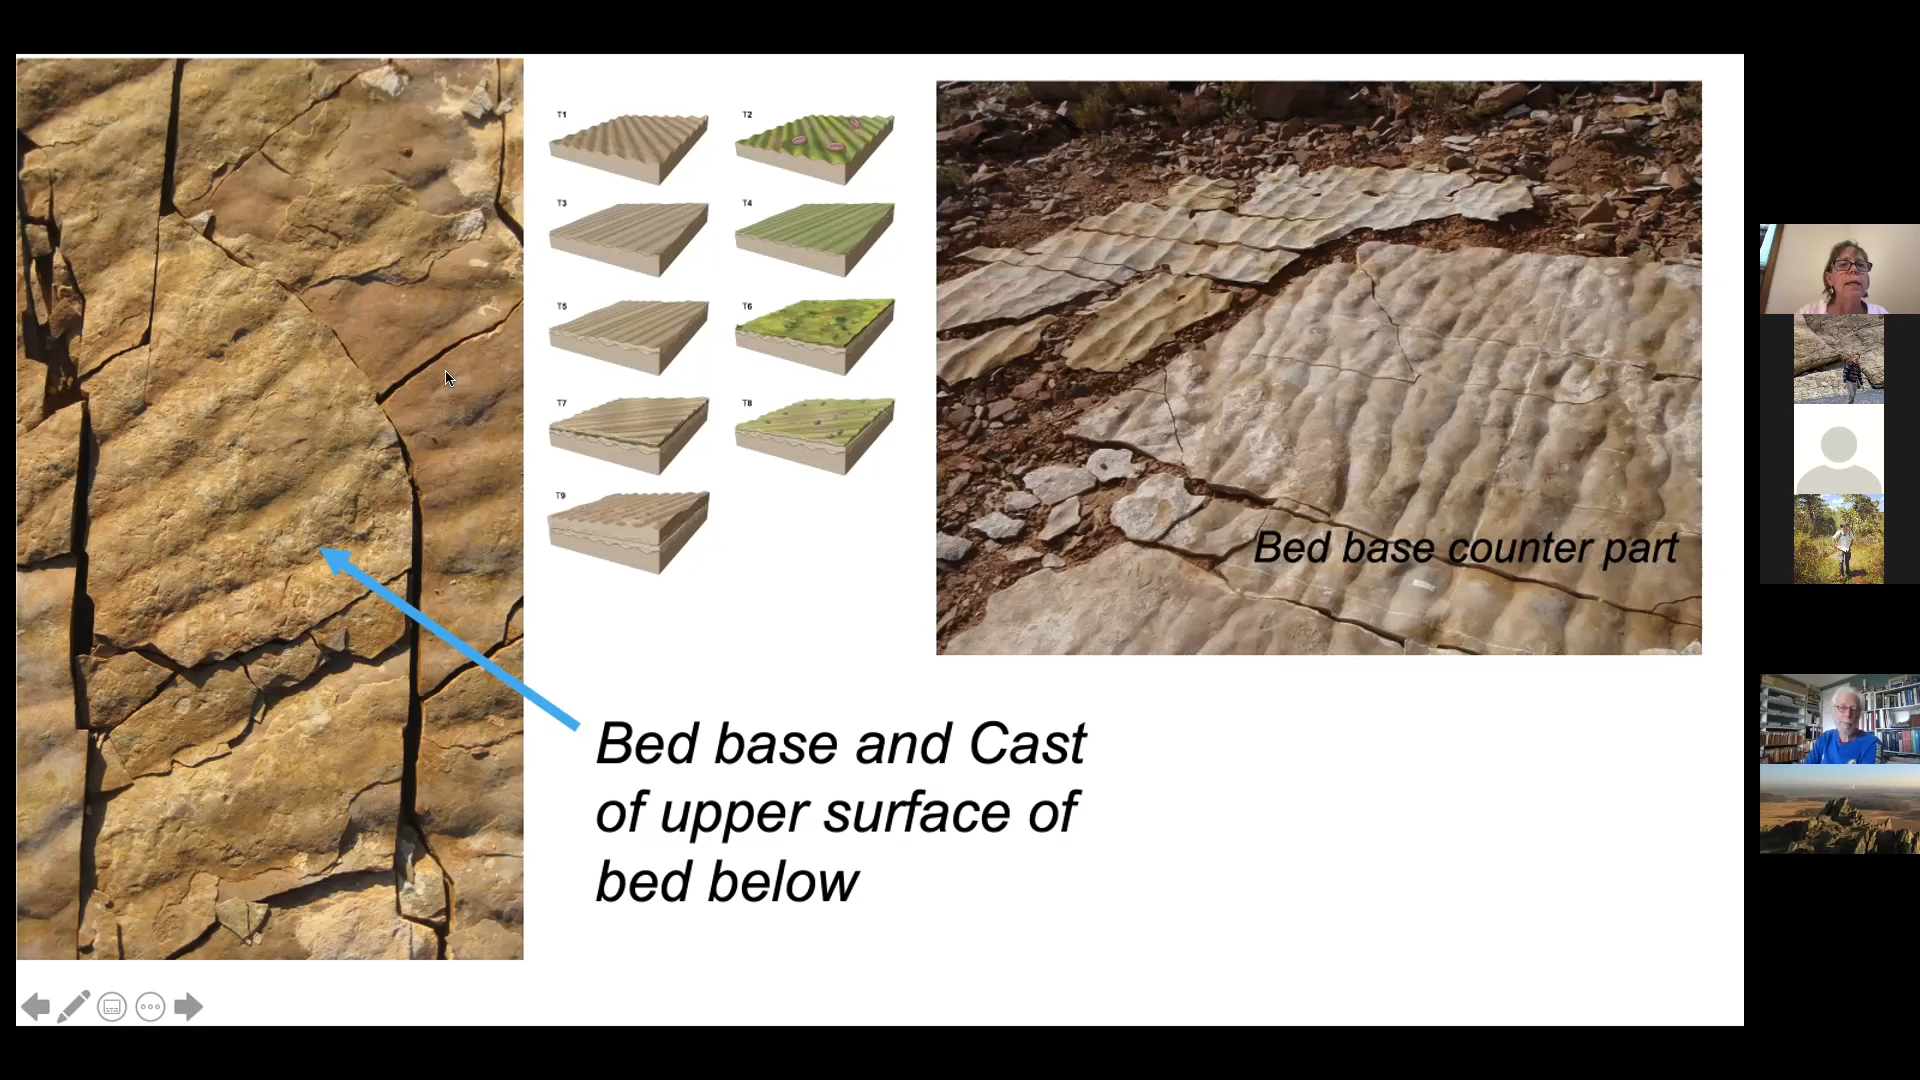 T1
T2
T3
T4
T5
T6
T7
T8
T9
Bed base counter part
Bed base and Cast
of upper surface of
bed below